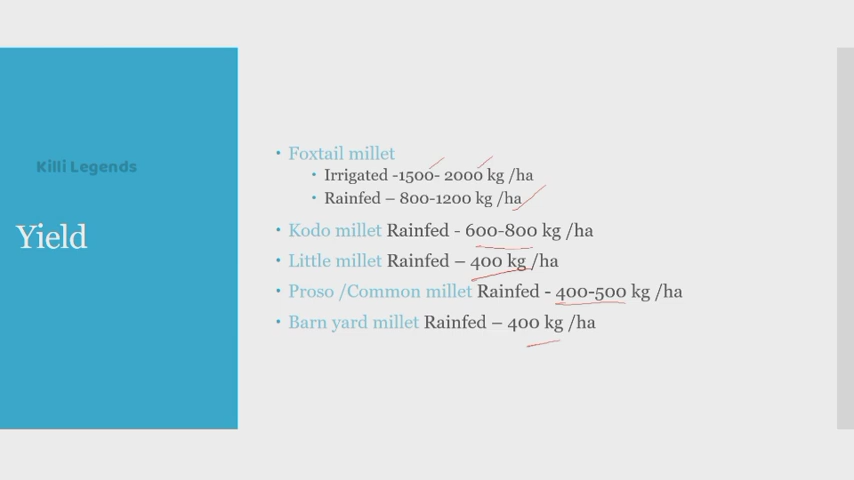 Killi Legends
Yield
• Foxtail millet
• Irrigated -1500- 2000 kg /ha
• Rainfed – 800-1200 kg /ha
• Kodo millet Rainfed - 600-800 kg /ha
• Little millet Rainfed – 400 kg /ha
• Proso /Common millet Rainfed - 400-500 kg /ha
• Barn yard millet Rainfed – 400 kg /ha